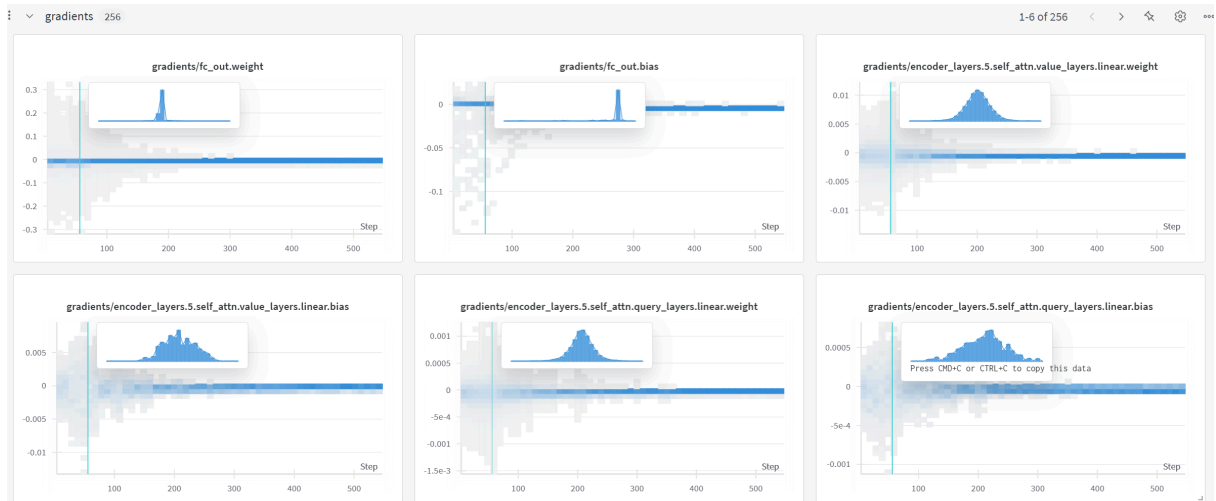 gradients 256
1-6 of 256
gradients/fc_out.weight
0.3
0.2
0.1
0
-0.1
-0.2
-0.3
Step
100 200 300 400 500
gradients/fc_out.bias
0
-0.05
-0.1
Step
100 200 300 400 500
gradients/encoder_layers.5.self_attn.value_layers.linear.weight
0.01
0.005
0
-0.005
-0.01
Step
100 200 300 400 500
gradients/encoder_layers.5.self_attn.value_layers.linear.bias
0.005
0
-0.005
-0.01
Step
100 200 300 400 500
gradients/encoder_layers.5.self_attn.query_layers.linear.weight
0.001
0.0005
0
-5e-4
-0.001
-1.5e-3
Step
100 200 300 400 500
gradients/encoder_layers.5.self_attn.query_layers.linear.bias
Press CMD+C or CTRL+C to copy this data
0.0005
0
-5e-4
-0.001
Step
100 200 300 400 500